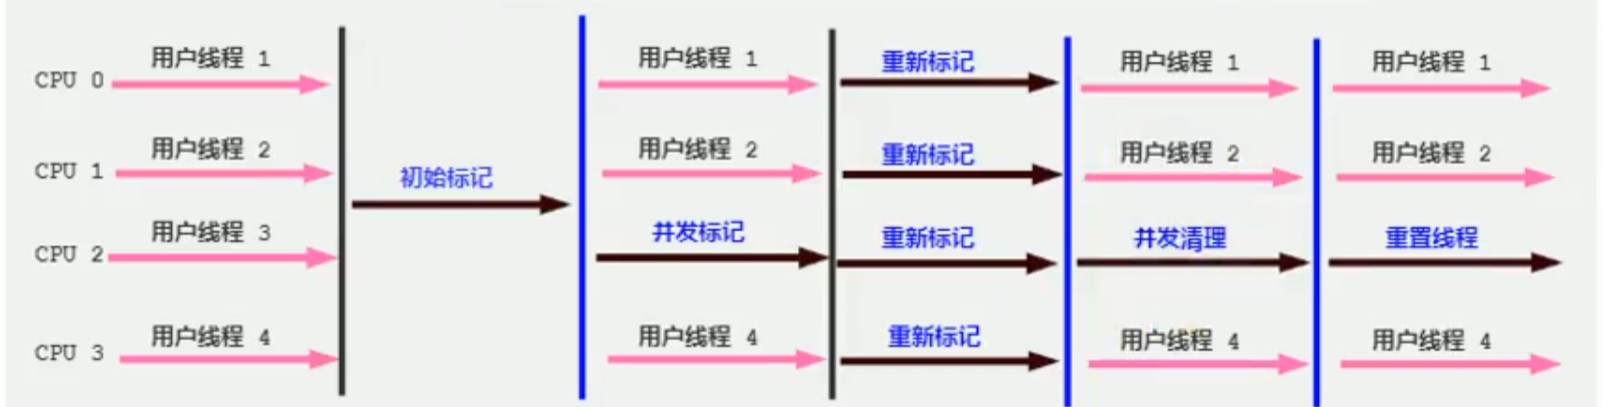 用户线程 1 用户线程 1 重新标记 用户线程 1 用户线程 1
CPU 0
用户线程 2 用户线程 2 重新标记 用户线程 2 用户线程 2
CPU 1
初始标记
用户线程 3 并发标记 重新标记 并发清理 重置线程
CPU 2
用户线程 4 用户线程 4 重新标记 用户线程 4 用户线程 4
CPU 3